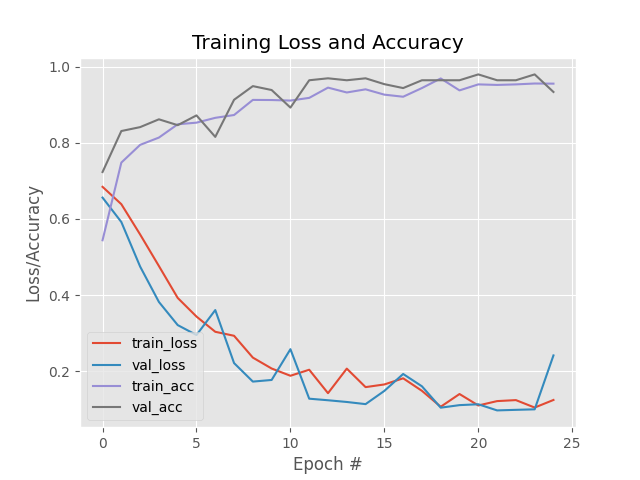 Training Loss and Accuracy
Loss/Accuracy
1.0
0.8
0.6
0.4
0.2
train_loss
val_loss
train_acc
val_acc
0 5 10 15 20 25
Epoch #